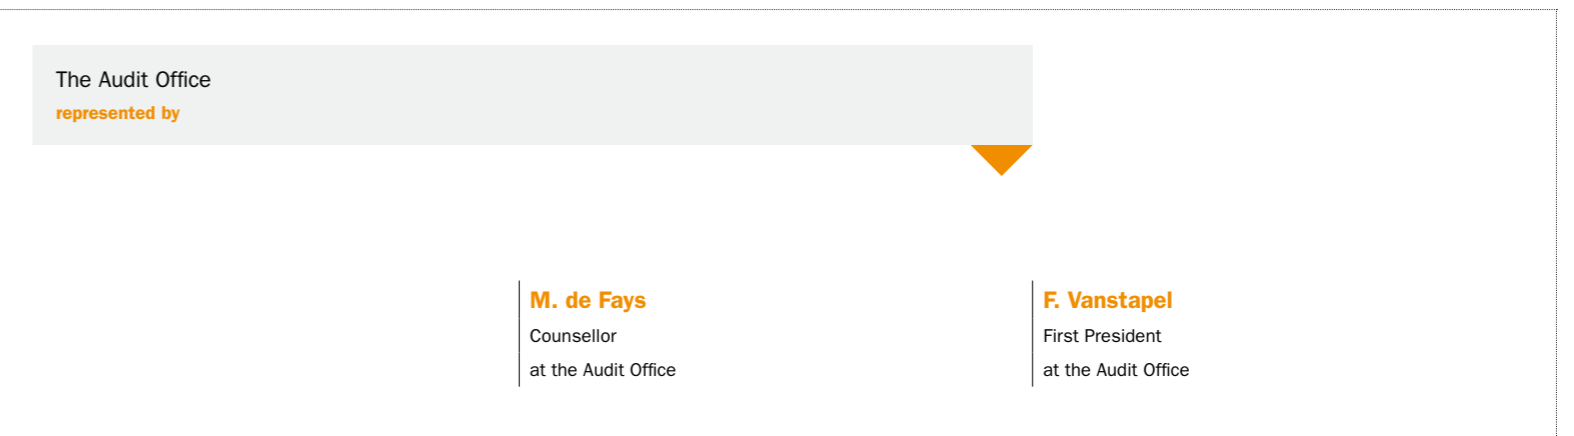 The Audit Office
represented by
M. de Fays
Counsellor
at the Audit Office
F. Vanstapel
First President
at the Audit Office